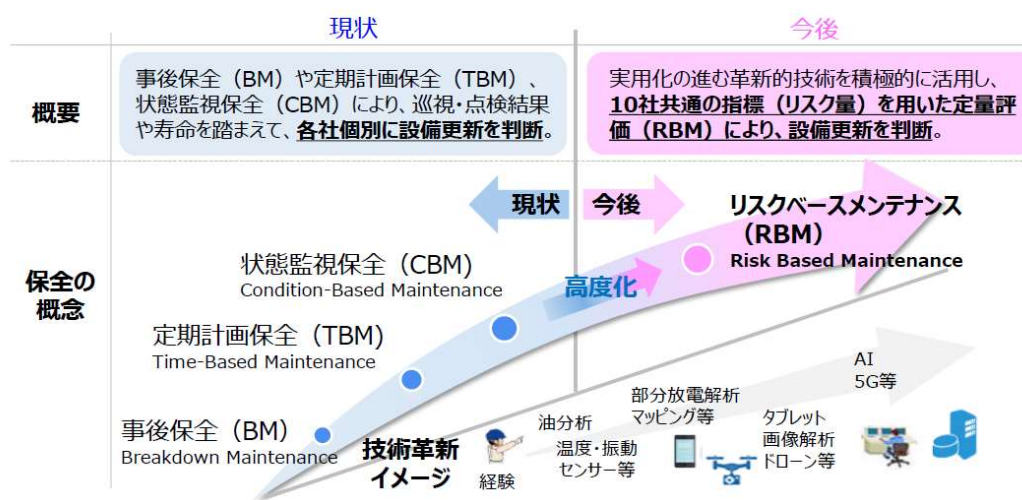 現状
今後
概要
事後保全（BM）や定期計画保全（TBM）、
状態監視保全（CBM）により、巡視・点検結果
や寿命を踏まえて、各社個別に設備更新を判断。
実用化の進む革新的技術を積極的に活用し、
10社共通の指標（リスク量）を用いた定量評
価（RBM）により、設備更新を判断。
保全の
概念
現状
今後
リスクベースメンテナンス
（RBM）
Risk Based Maintenance
状態監視保全（CBM）
Condition-Based Maintenance
高度化
定期計画保全（TBM）
Time-Based Maintenance
事後保全（BM）
Breakdown Maintenance
技術革新
イメージ
経験
油分析
温度・振動
センサー等
部分放電解析
マッピング等
タブレット
画像解析
ドローン等
AI
5G等